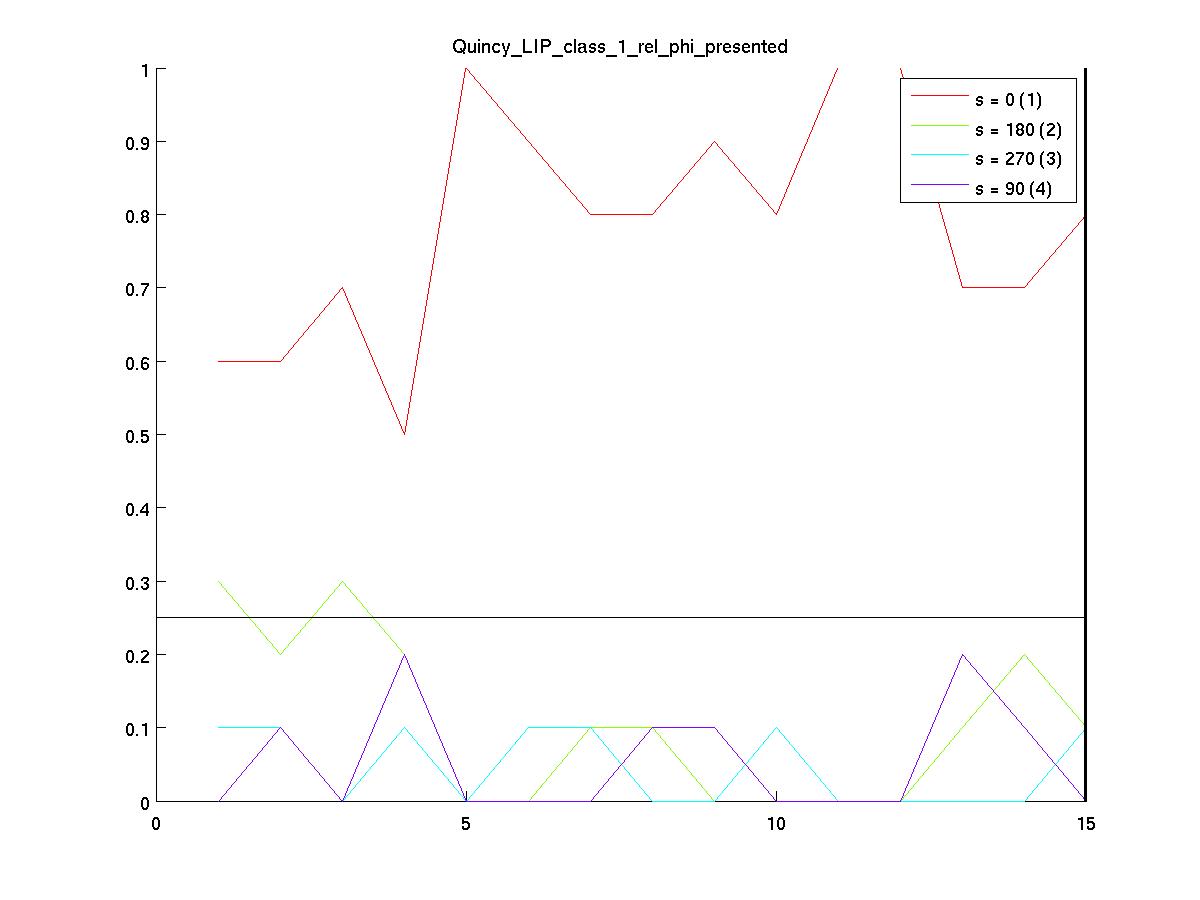 Quincy_LIP_class_1_rel_phi_presented
1
0.9
0.8
0.7
0.6
0.5
0.4
0.3
0.2
0.1
0
s = 0 (1)
s = 180 (2)
s = 270 (3)
s = 90 (4)
0 5 10 15